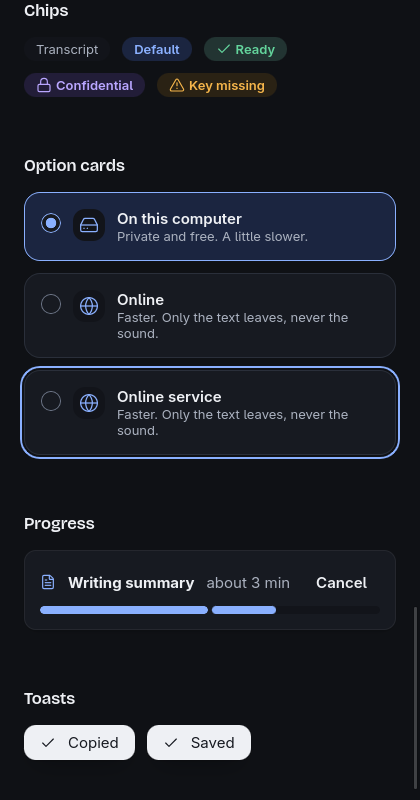 Chips
Transcript
Default
Ready
Confidential
Key missing
Option cards
On this computer
Private and free. A little slower.
Online
Faster. Only the text leaves, never the
sound.
Online service
Faster. Only the text leaves, never the
sound.
Progress
Writing summary about 3 min Cancel
Toasts
Copied
Saved